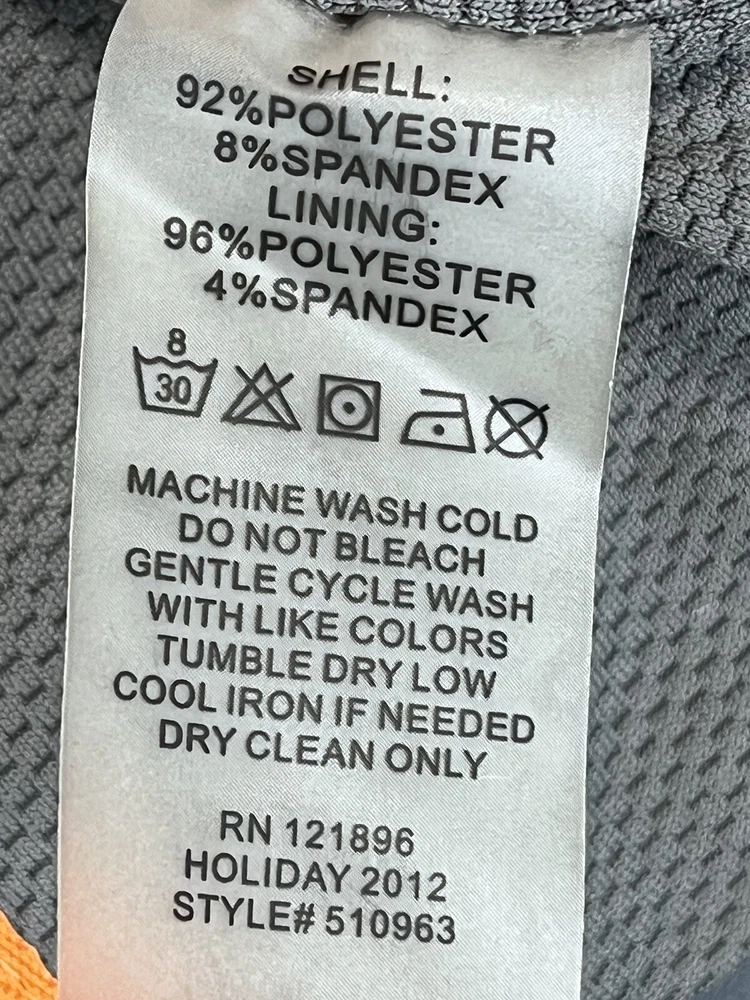 SHELL:
92%POLYESTER
8%SPANDEX
LINING:
96%POLYESTER
4%SPANDEX
8
30
MACHINE WASH COLD
DO NOT BLEACH
GENTLE CYCLE WASH
WITH LIKE COLORS
TUMBLE DRY LOW
COOL IRON IF NEEDED
DRY CLEAN ONLY
RN 121896
HOLIDAY 2012
STYLE# 510963